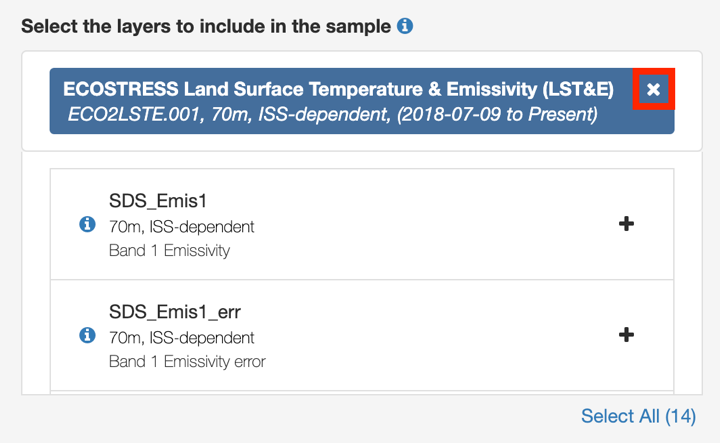 Select the layers to include in the sample
ECOSTRESS Land Surface Temperature & Emissivity (LST&E)
ECO2LSTE.001, 70m, ISS-dependent, (2018-07-09 to Present)
SDS_Emis1
70m, ISS-dependent
Band 1 Emissivity
SDS_Emis1_err
70m, ISS-dependent
Band 1 Emissivity error
Select All (14)